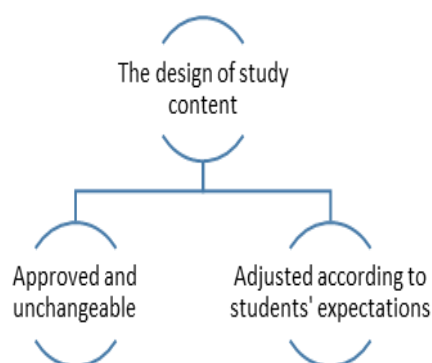 The design of study
content
Approved and
unchangeable
Adjusted according to
students' expectations